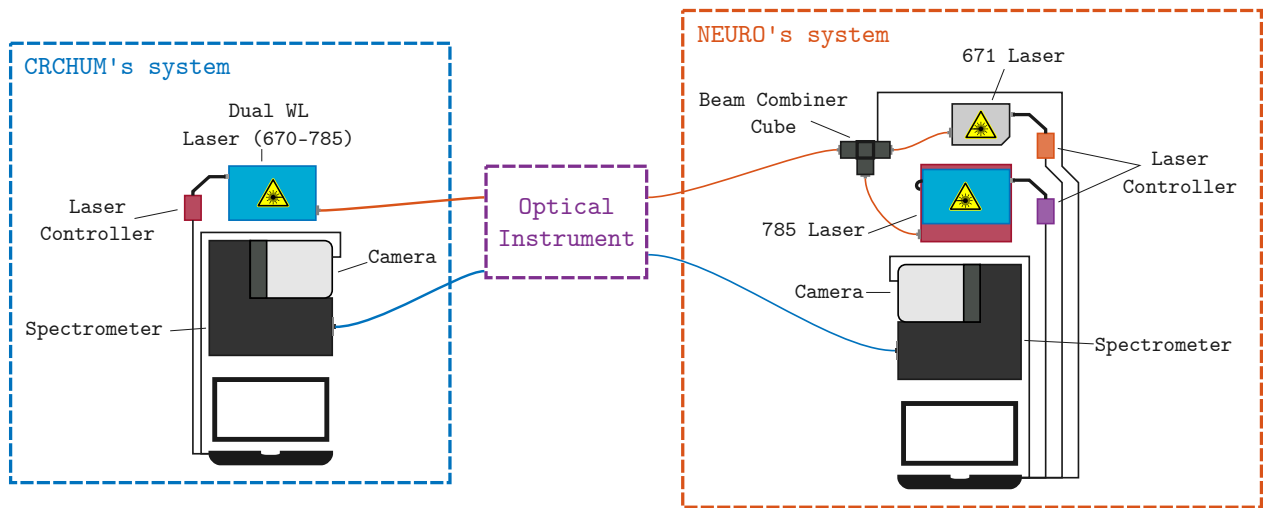 CRCHUM's system
Dual WL
Laser (670-785)
Laser
Controller
Camera
Spectrometer
Optical
Instrument
NEURO's system
671 Laser
Beam Combiner
Cube
Laser
Controller
785 Laser
Camera
Spectrometer